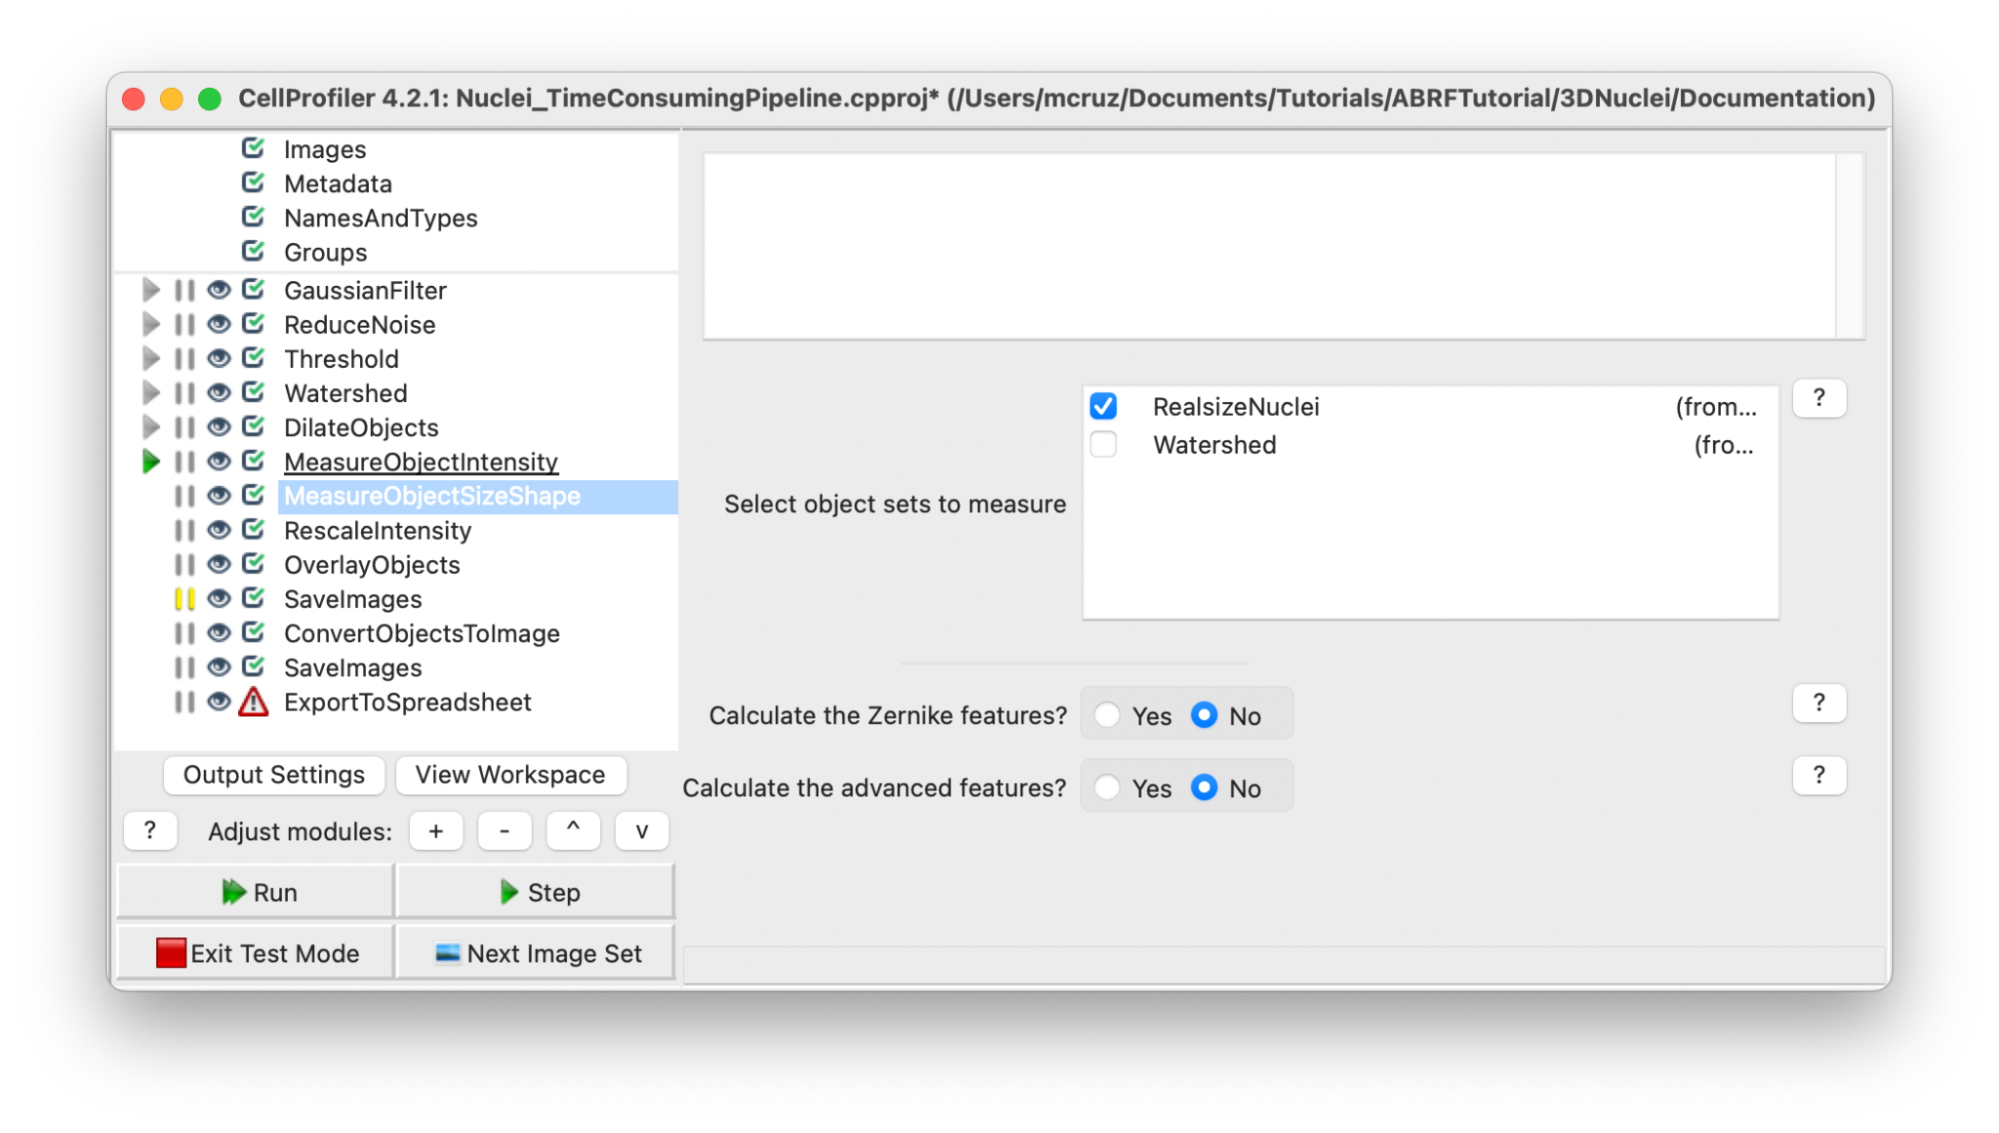 CellProfiler 4.2.1: Nuclei_TimeConsumingPipeline.cpproj* (/Users/mcruz/Documents/Tutorials/ABRFTutorial/3DNuclei/Documentation)
Images
Metadata
NamesAndTypes
Groups
GaussianFilter
ReduceNoise
Threshold
Watershed
DilateObjects
MeasureObjectIntensity
MeasureObjectSizeShape
RescaleIntensity
OverlayObjects
SaveImages
ConvertObjectsToImage
SaveImages
ExportToSpreadsheet
Output Settings View Workspace
? Adjust modules: + - ^ v
Run Step
Exit Test Mode Next Image Set
Select object sets to measure
RealsizeNuclei (from... ?
Watershed (fro...
Calculate the Zernike features? Yes No ?
Calculate the advanced features? Yes No ?